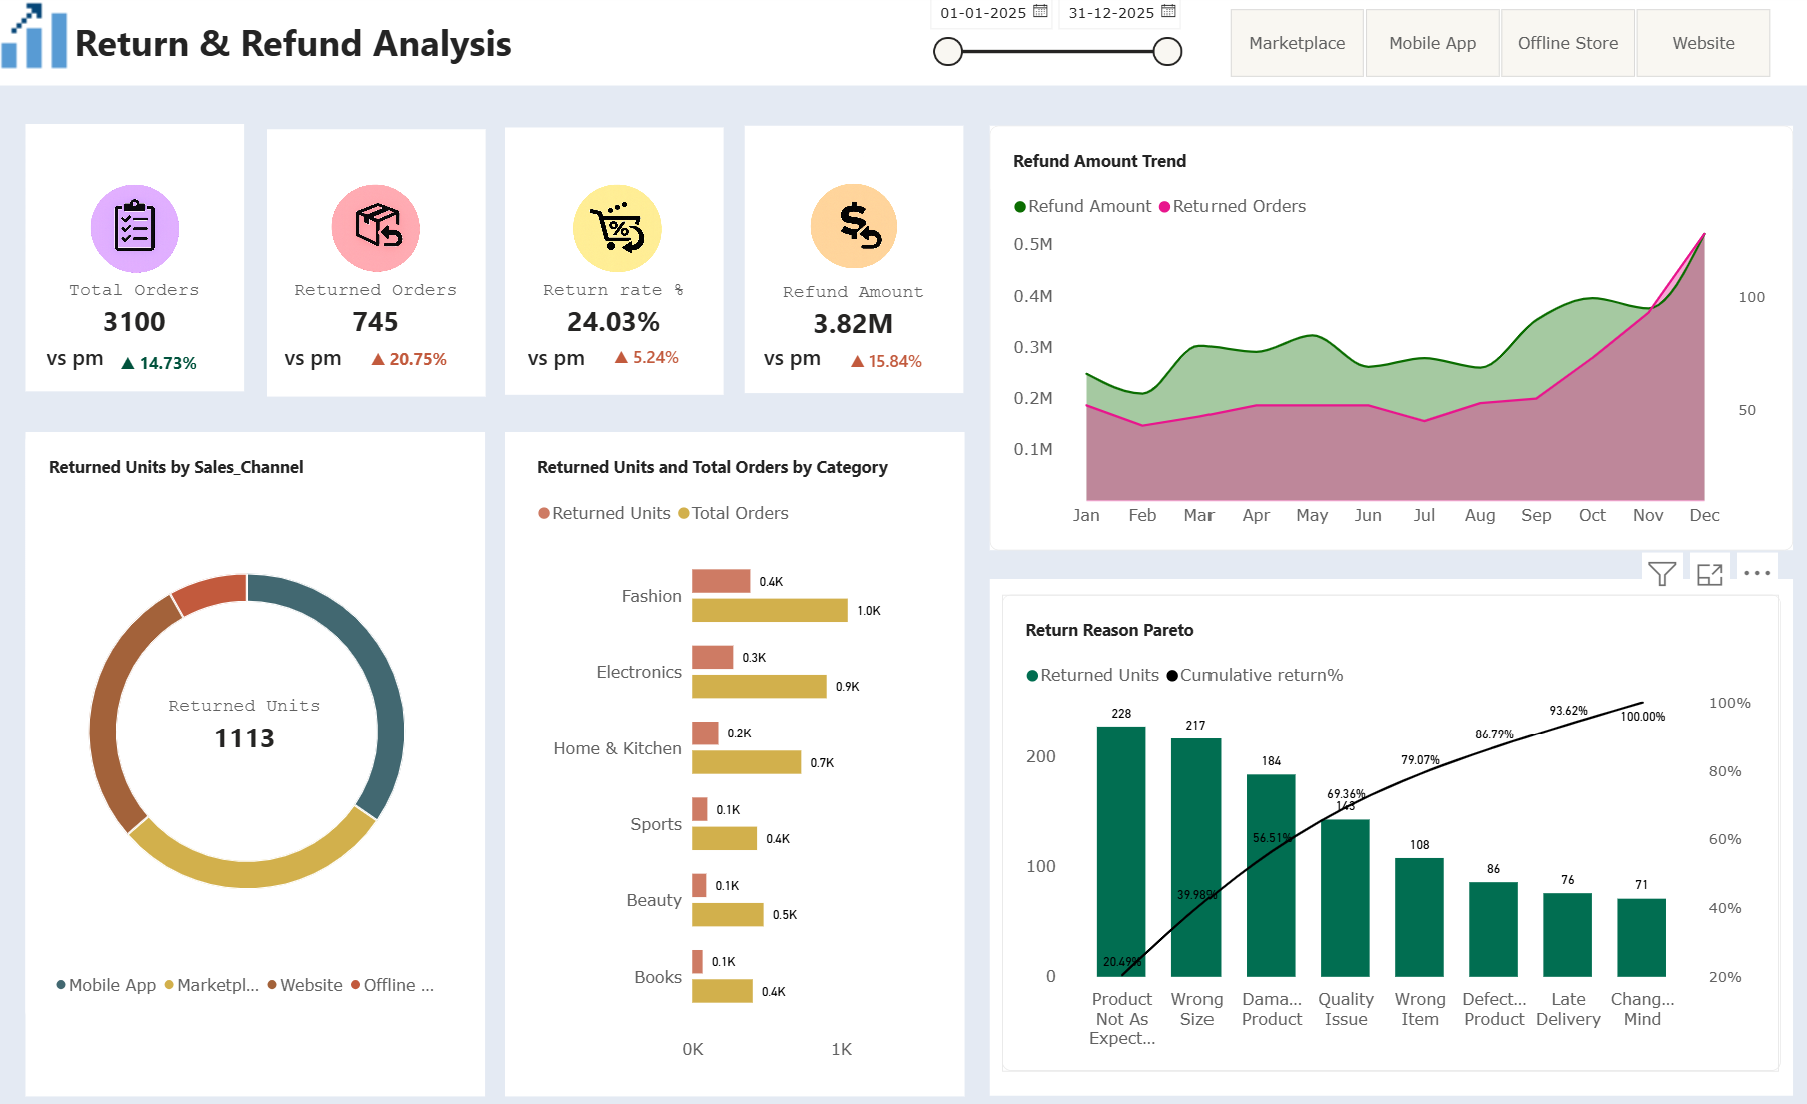 Return & Refund Analysis
01-01-2025
31-12-2025
Marketplace
Mobile App
Offline Store
Website
Total Orders
3100
vs pm
14.73%
Returned Orders
745
vs pm
20.75%
Return rate %
24.03%
vs pm
5.24%
Refund Amount
3.82M
vs pm
15.84%
Refund Amount Trend
Refund Amount
Returned Orders
0.5M
0.4M
0.3M
0.2M
0.1M
100
50
Jan
Feb
Mar
Apr
May
Jun
Jul
Aug
Sep
Oct
Nov
Dec
Returned Units by Sales_Channel
Returned Units
1113
Mobile App
Marketpl...
Website
Offline ...
Returned Units and Total Orders by Category
Returned Units
Total Orders
Fashion
0.4K
1.0K
Electronics
0.3K
0.9K
Home & Kitchen
0.2K
0.7K
Sports
0.1K
0.4K
Beauty
0.1K
0.5K
Books
0.1K
0.4K
0K
1K
Return Reason Pareto
Returned Units
Cumulative return%
200
100
0
228
217
184
143
108
86
76
71
20.49%
39.98%
56.51%
69.36%
79.07%
86.79%
93.62%
100.00%
100%
80%
60%
40%
20%
Product
Not As
Expect...
Wrong
Size
Dama...
Product
Quality
Issue
Wrong
Item
Defect...
Product
Late
Delivery
Chang...
Mind